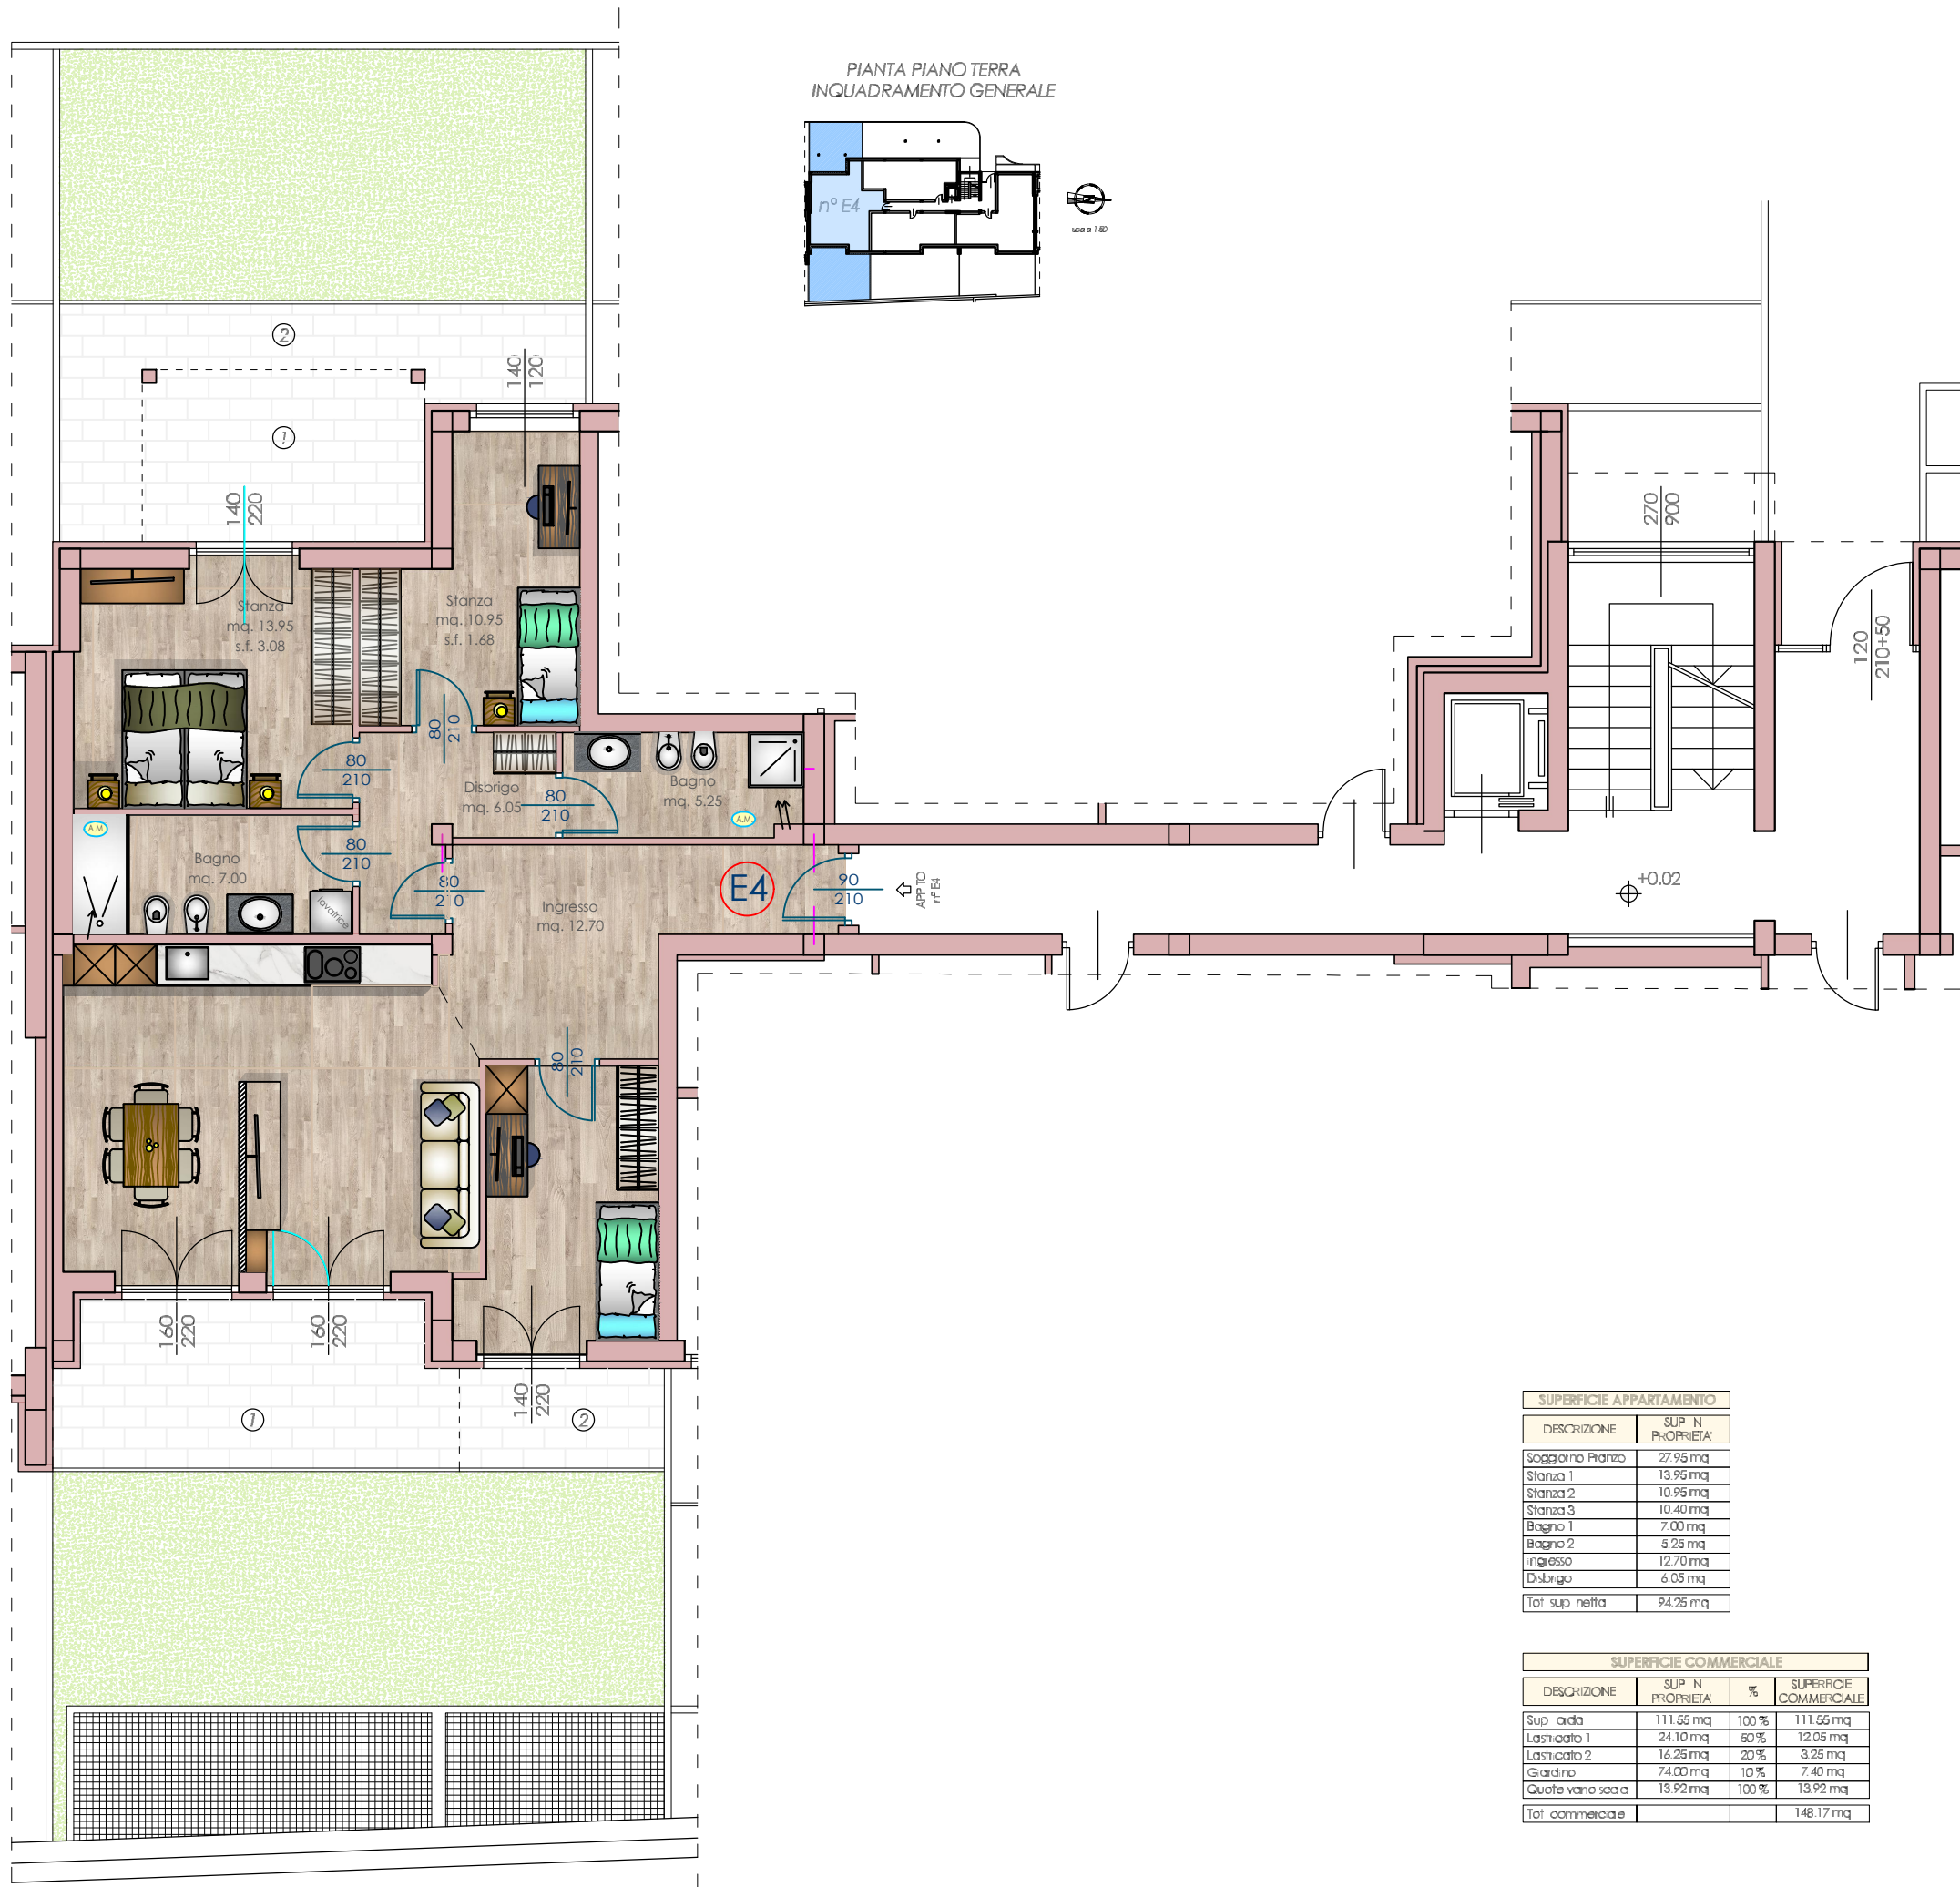 PIANTA PIANO TERRA
INQUADRAMENTO GENERALE
n° E4
N
2
1
140
120
140
220
270
900
120
210+50
Stanza
mq. 13.95
s.f. 3.08
Stanza
mq. 10.95
s.f. 1.68
80
210
80
210
Disbrigo
mq. 6.05
80
210
Bagno
mq. 5.25
A.M.
A.M.
80
210
Bagno
mq. 7.00
lavatrice
80
210
Ingresso
mq. 12.70
E4
90
210
APP.TO
n° E4
+0.02
80
210
160
220
160
220
140
220
1
2
SUPERFICIE APPARTAMENTO
DESCRIZIONE SUP N PROPRIETA'
Soggiorno Pranzo 27.95 mq
Stanza 1 13.95 mq
Stanza 2 10.95 mq
Stanza 3 10.40 mq
Bagno 1 7.00 mq
Bagno 2 5.25 mq
Ingresso 12.70 mq
Disbrigo 6.05 mq
Tot sup netta 94.25 mq
SUPERFICIE COMMERCIALE
DESCRIZIONE SUP N PROPRIETA' % SUPERFICIE COMMERCIALE
Sup 111.55 mq 100 % 111.55 mq
Lastricato 1 24.10 mq 50 % 12.05 mq
Lastricato 2 16.25 mq 20 % 3.25 mq
Giardino 74.00 mq 10 % 7.40 mq
Quote vano scala 13.92 mq 100 % 13.92 mq
Tot commerciale 148.17 mq